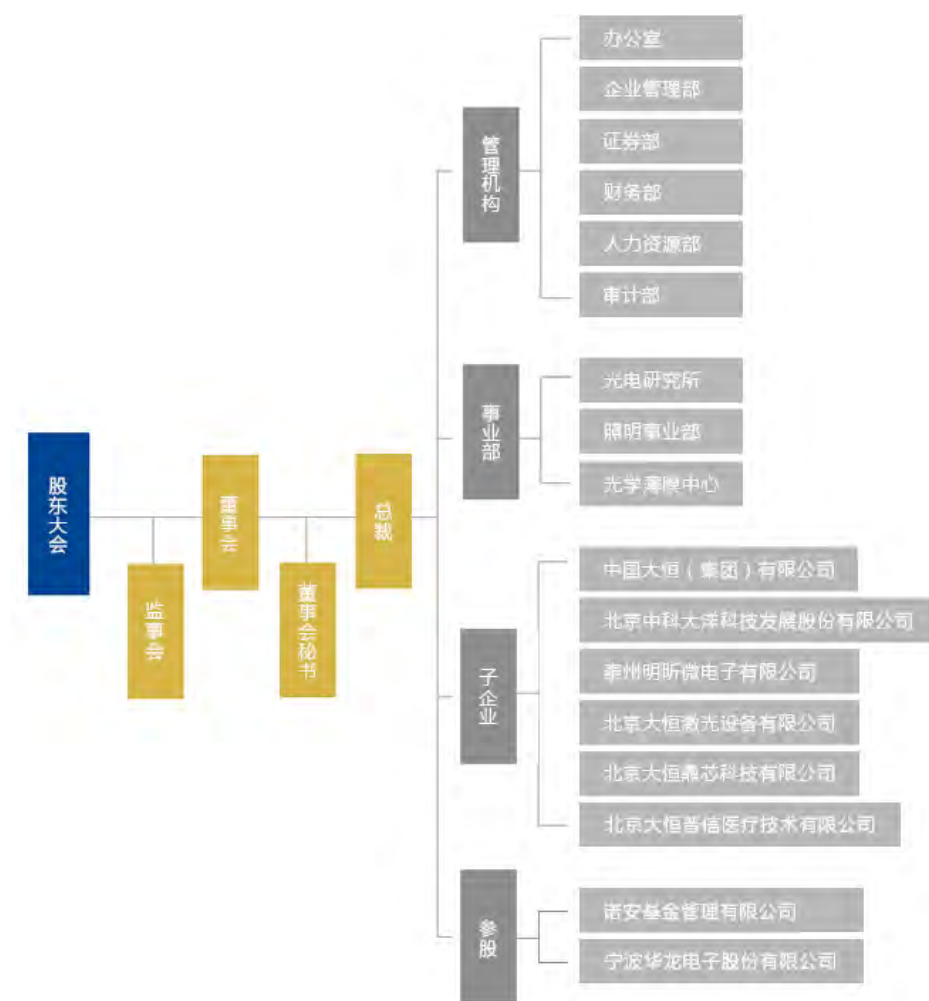 股东大会
监事会
董事会
董事会秘书
总裁
管理机构
办公室
企业管理部
证券部
财务部
人力资源部
审计部
事业部
光电研究所
照明事业部
光学薄膜中心
子企业
中国大恒（集团）有限公司
北京中科大洋科技发展股份有限公司
泰州明昕微电子有限公司
北京大恒激光设备有限公司
北京大恒鼎芯科技有限公司
北京大恒普信医疗技术有限公司
参股
诺安基金管理有限公司
宁波华龙电子股份有限公司